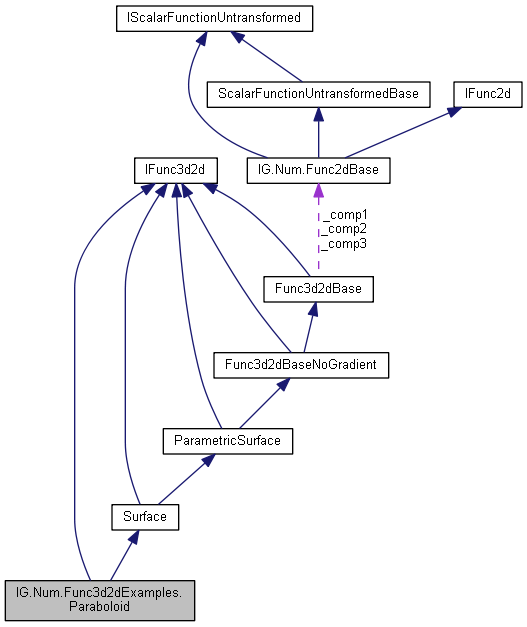 IScalarFunctionUntransformed
ScalarFunctionUntransformedBase
IFunc2d
IFunc3d2d
IG.Num.Func2dBase
_comp1
_comp2
_comp3
Func3d2dBase
Func3d2dBaseNoGradient
ParametricSurface
Surface
IG.Num.Func3d2dExamples.
Paraboloid